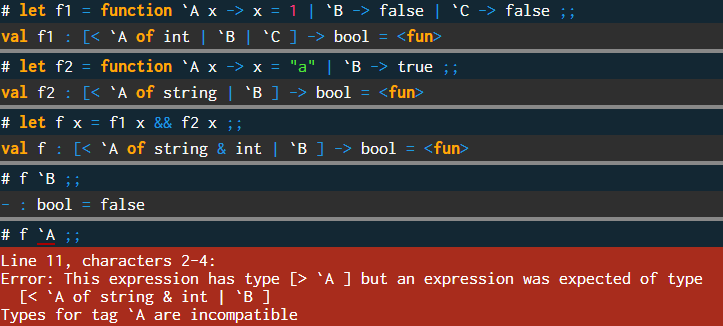 # let f1 = function `A x -> x = 1 | `B -> false | `C -> false ;;
val f1 : [< `A of int | `B | `C ] -> bool = <fun>
# let f2 = function `A x -> x = "a" | `B -> true ;;
val f2 : [< `A of string | `B ] -> bool = <fun>
# let f x = f1 x && f2 x ;;
val f : [< `A of string & int | `B ] -> bool = <fun>
# f `B ;;
- : bool = false
# f `A ;;
Line 11, characters 2-4:
Error: This expression has type [> `A ] but an expression was expected of type
  [< `A of string & int | `B ]
Types for tag `A are incompatible